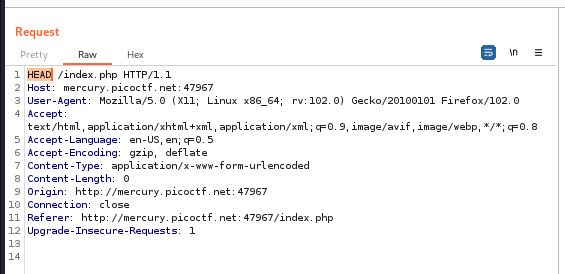 Request
Pretty Raw Hex
\n
1 HEAD /index.php HTTP/1.1
2 Host: mercury.picoctf.net:47967
3 User-Agent: Mozilla/5.0 (X11; Linux x86_64; rv:102.0) Gecko/20100101 Firefox/102.0
4 Accept:
text/html,application/xhtml+xml,application/xml;q=0.9,image/avif,image/webp,*/*;q=0.8
5 Accept-Language: en-US,en;q=0.5
6 Accept-Encoding: gzip, deflate
7 Content-Type: application/x-www-form-urlencoded
8 Content-Length: 0
9 Origin: http://mercury.picoctf.net:47967
10 Connection: close
11 Referer: http://mercury.picoctf.net:47967/index.php
12 Upgrade-Insecure-Requests: 1
13
14